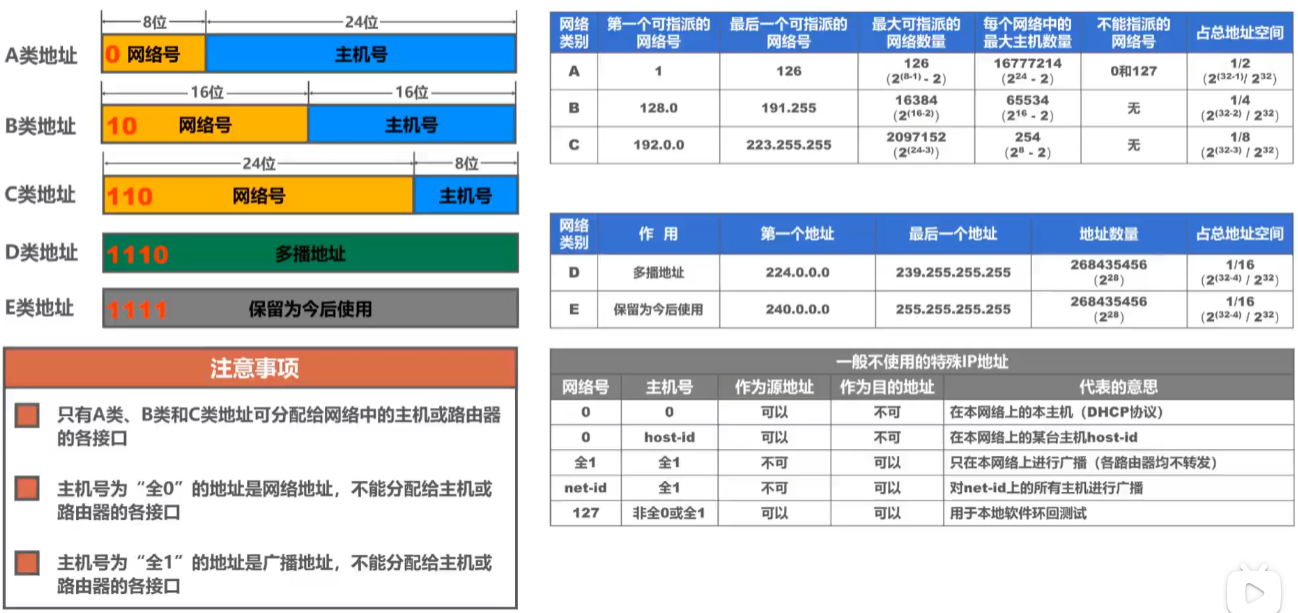 8位 24位
A类地址 0 网络号 主机号
16位 16位
B类地址 10 网络号 主机号
24位 8位
C类地址 110 网络号 主机号
D类地址 1110 多播地址
E类地址 1111 保留为今后使用
注意事项
只有A类、B类和C类地址可分配给网络中的主机或路由器
的各接口
主机号为“全0”的地址是网络地址，不能分配给主机或
路由器的各接口
主机号为“全1”的地址是广播地址，不能分配给主机或
路由器的各接口
网络类别 第一个可指派的网络号 最后一个可指派的网络号 最大可指派的网络数量 每个网络中的最大主机数量 不能指派的网络号 占总地址空间
A 1 126 126 (2^(8-1) - 2) 16777214 (2^24 - 2) 0和127 1/2 (2^(32-1)/ 2^32)
B 128.0 191.255 16384 (2^(16-2)) 65534 (2^16 - 2) 无 1/4 (2^(32-2) / 2^32)
C 192.0.0 223.255.255 2097152 (2^(24-3)) 254 (2^8 - 2) 无 1/8 (2^(32-3) / 2^32)
网络类别 作 用 第一个地址 最后一个地址 地址数量 占总地址空间
D 多播地址 224.0.0.0 239.255.255.255 268435456 (2^28) 1/16 (2^(32-4) / 2^32)
E 保留为今后使用 240.0.0.0 255.255.255.255 268435456 (2^28) 1/16 (2^(32-4) / 2^32)
一般不使用的特殊IP地址
网络号 主机号 作为源地址 作为目的地址 代表的意思
0 0 可以 不可 在本网络上的本主机（DHCP协议）
0 host-id 可以 不可 在本网络上的某台主机host-id
全1 全1 不可 可以 只在本网络上进行广播（各路由器均不转发）
net-id 全1 不可 可以 对net-id上的所有主机进行广播
127 非全0或全1 可以 可以 用于本地软件环回测试